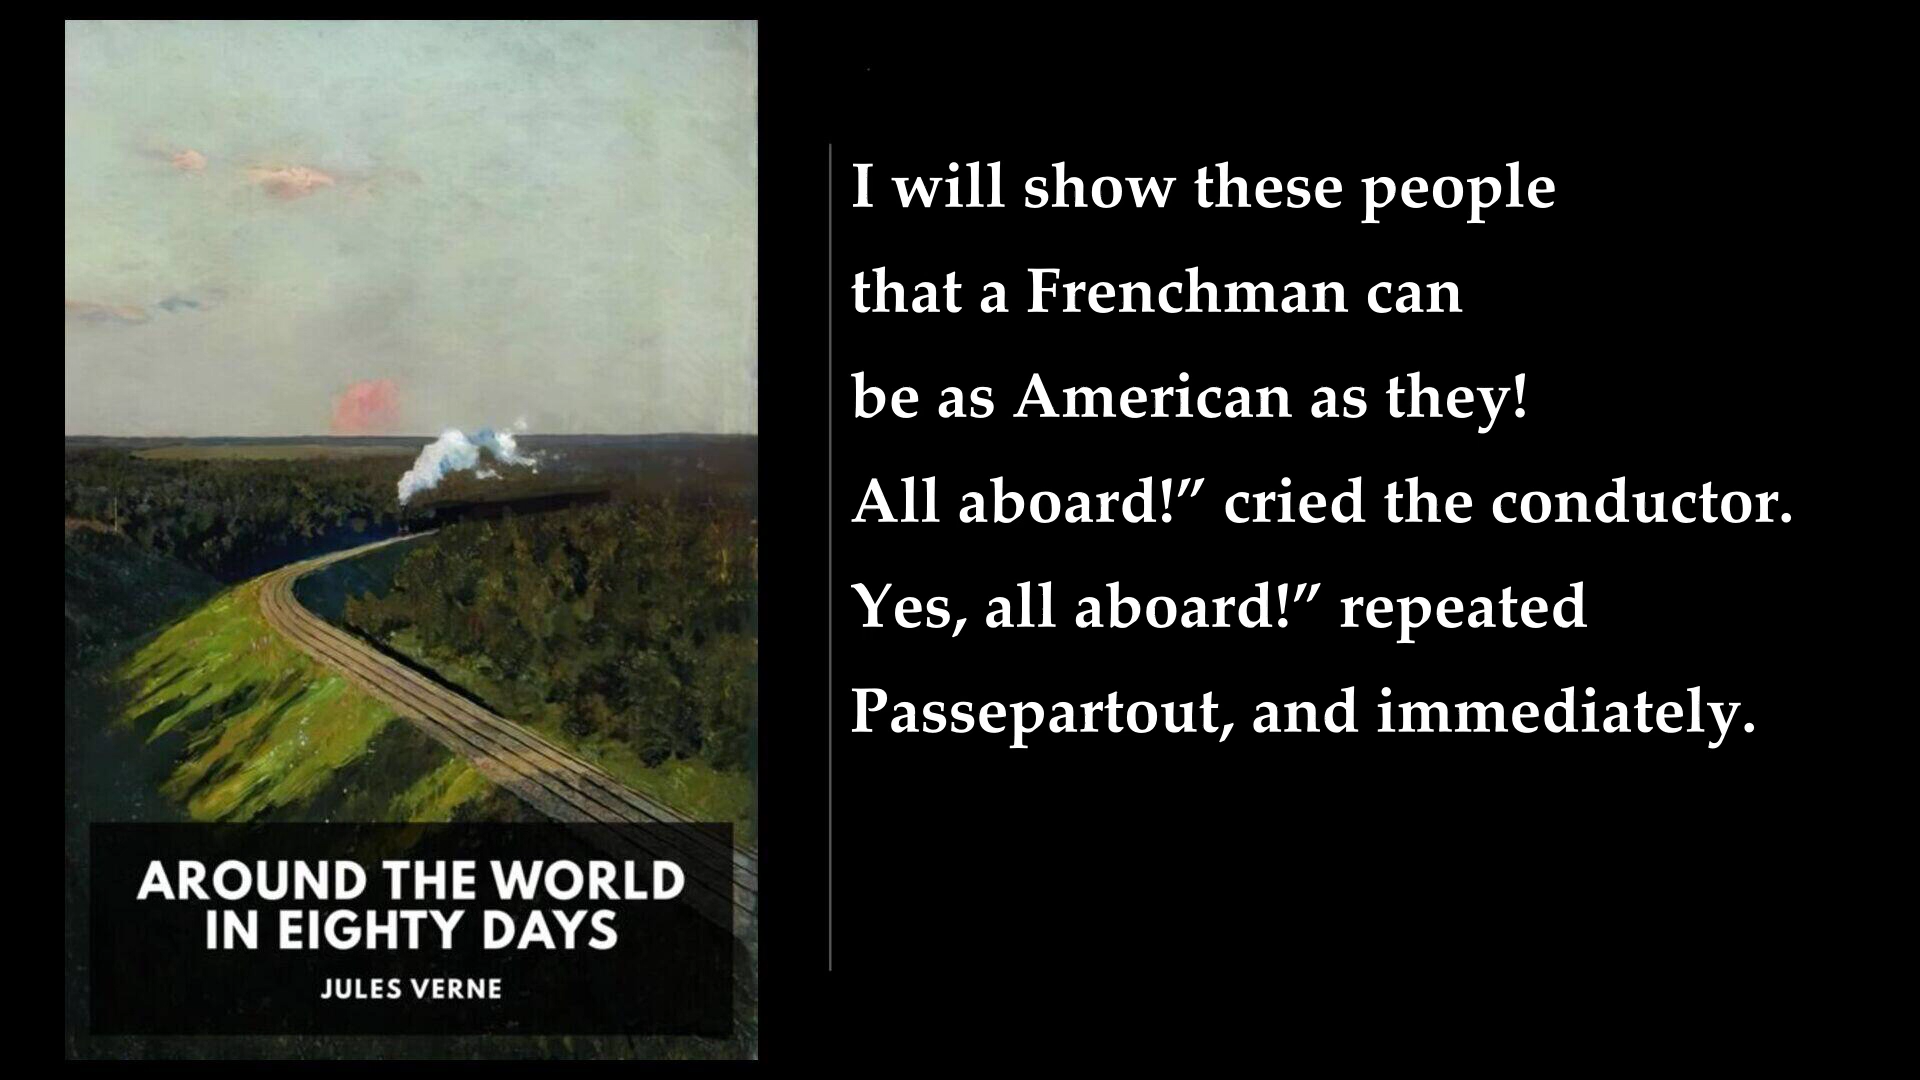 AROUND THE WORLD
IN EIGHTY DAYS
JULES VERNE
I will show these people
that a Frenchman can
be as American as they!
All aboard!” cried the conductor.
Yes, all aboard!” repeated
Passepartout, and immediately.